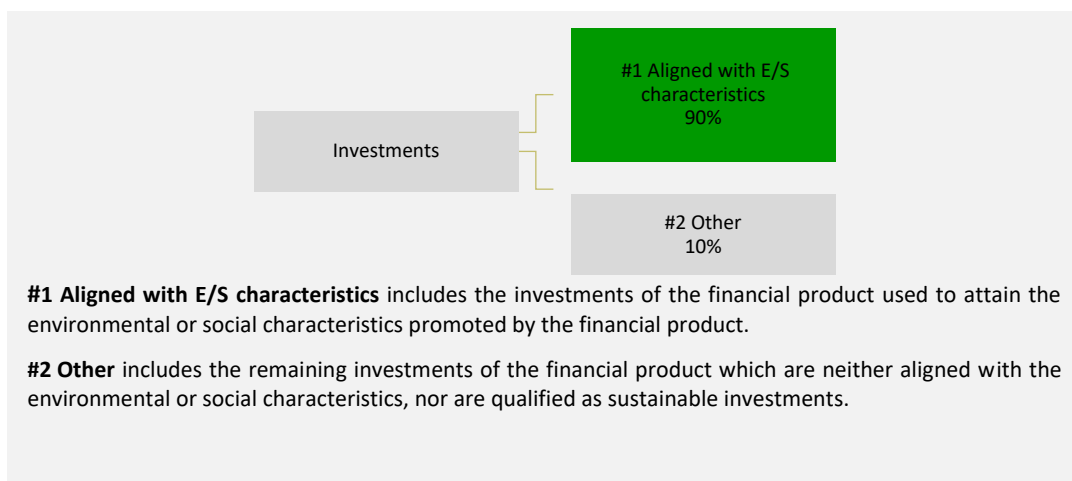 #1 Aligned with E/S
characteristics
90%
Investments
#2 Other
10%
#1 Aligned with E/S characteristics includes the investments of the financial product used to attain the
environmental or social characteristics promoted by the financial product.
#2 Other includes the remaining investments of the financial product which are neither aligned with the
environmental or social characteristics, nor are qualified as sustainable investments.